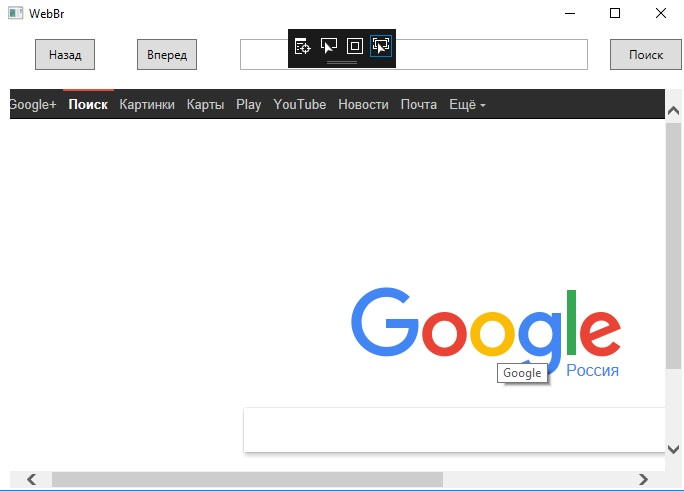 WebBr
Назад Вперед Поиск
Google+ Поиск Картинки Карты Play YouTube Новости Почта Ещё
Google
Россия
Google